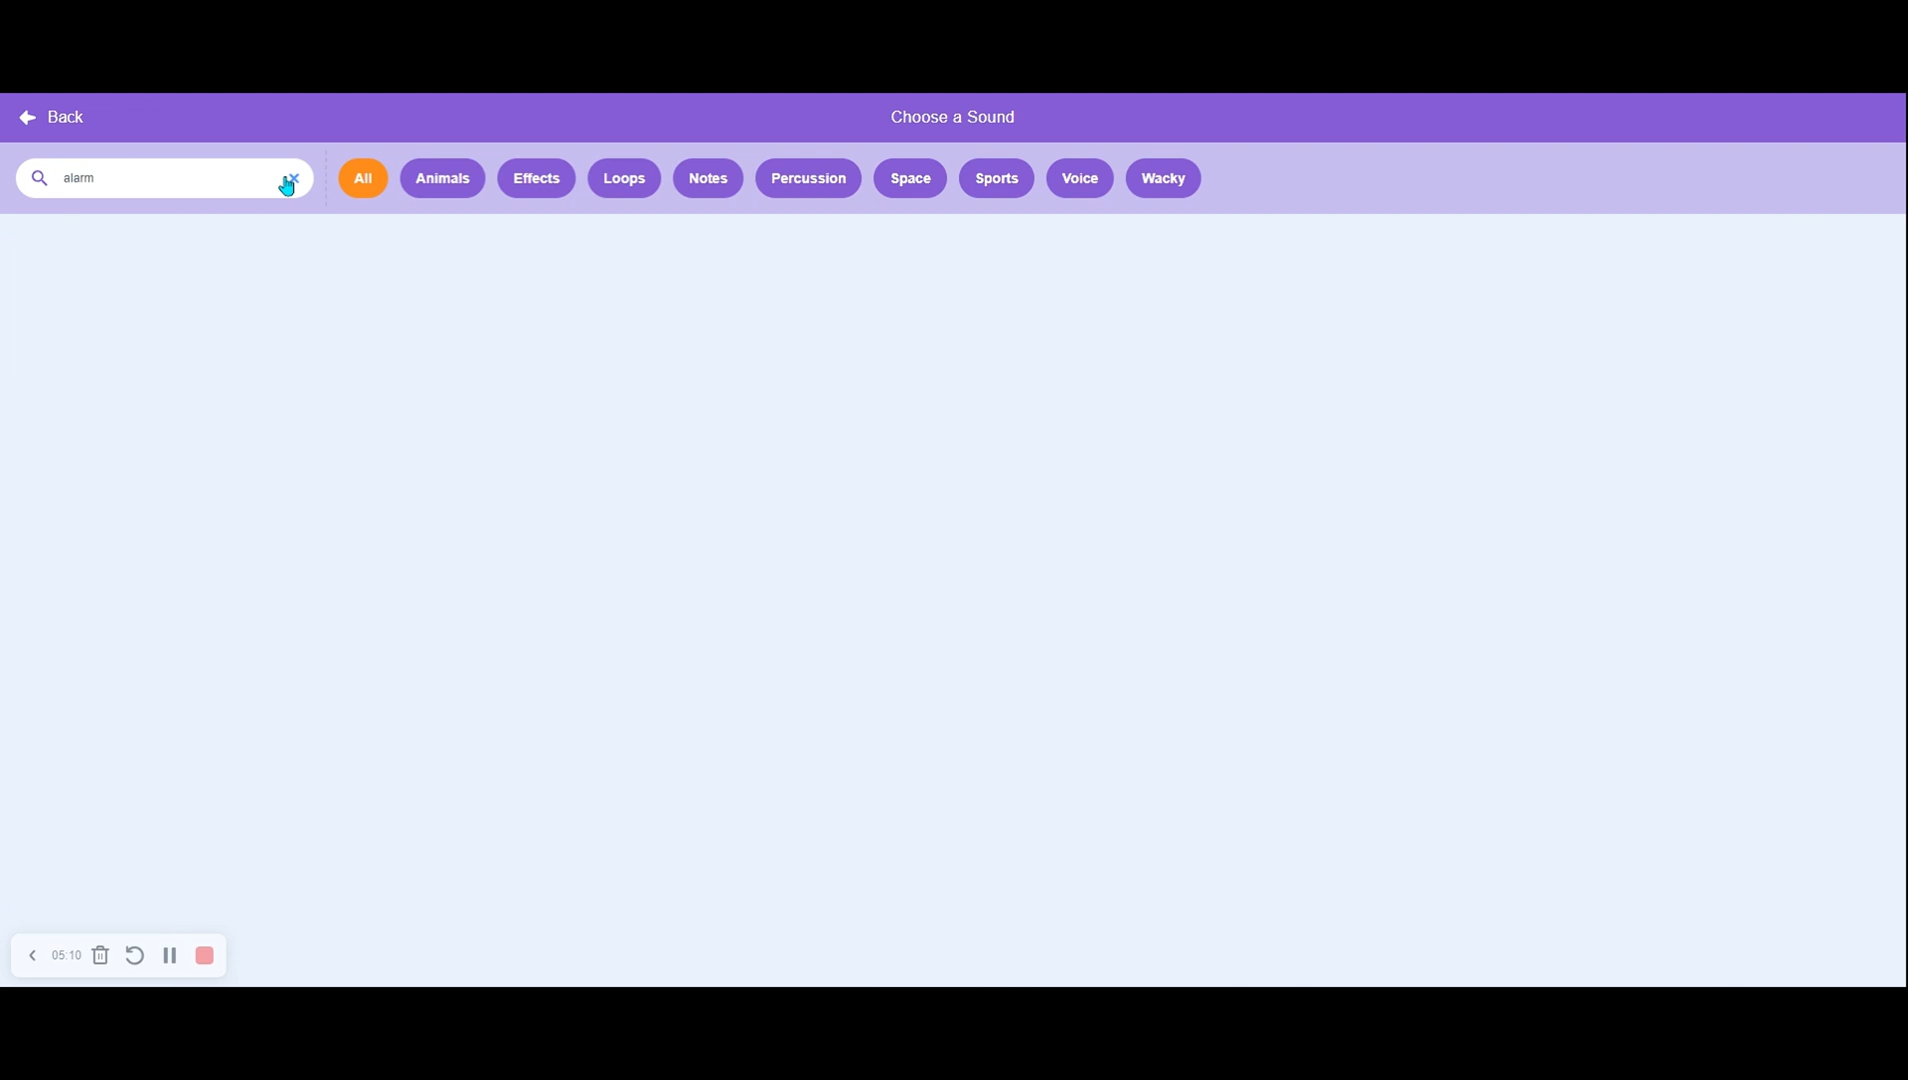 Back
Choose a Sound
alarm
All
Animals
Effects
Loops
Notes
Percussion
Space
Sports
Voice
Wacky
05:10